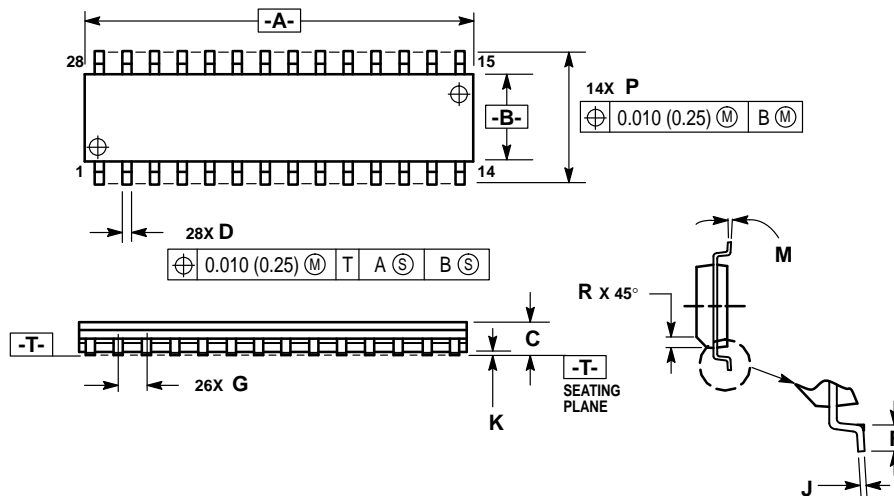 -A-
28
15
14X P
⌖ 0.010 (0.25) Ⓜ B Ⓜ
-B-
1
14
28X D
⌖ 0.010 (0.25) Ⓜ T A Ⓢ B Ⓢ
M
R X 45°
-T-
C
26X G
K
-T-
SEATING
PLANE
J